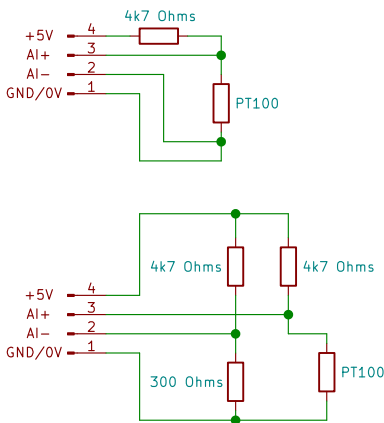 4k7 Ohms
+5V 4
AI+ 3
AI- 2
GND/0V 1
PT100
4k7 Ohms 4k7 Ohms
+5V 4
AI+ 3
AI- 2
GND/0V 1
PT100
300 Ohms